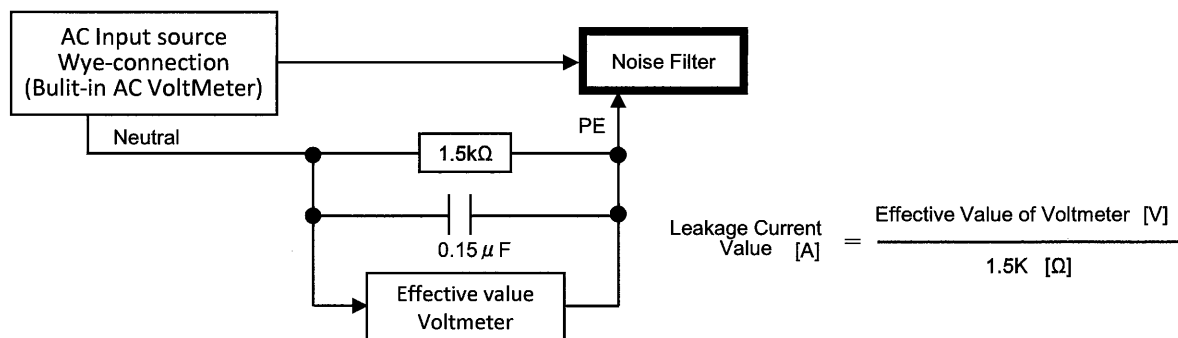 AC Input source
Wye-connection
(Bulit-in AC VoltMeter)
Noise Filter
Neutral
PE
1.5kΩ
0.15 μ F
Effective value
Voltmeter
Leakage Current
Value [A]
=
Effective Value of Voltmeter [V]
1.5K [Ω]